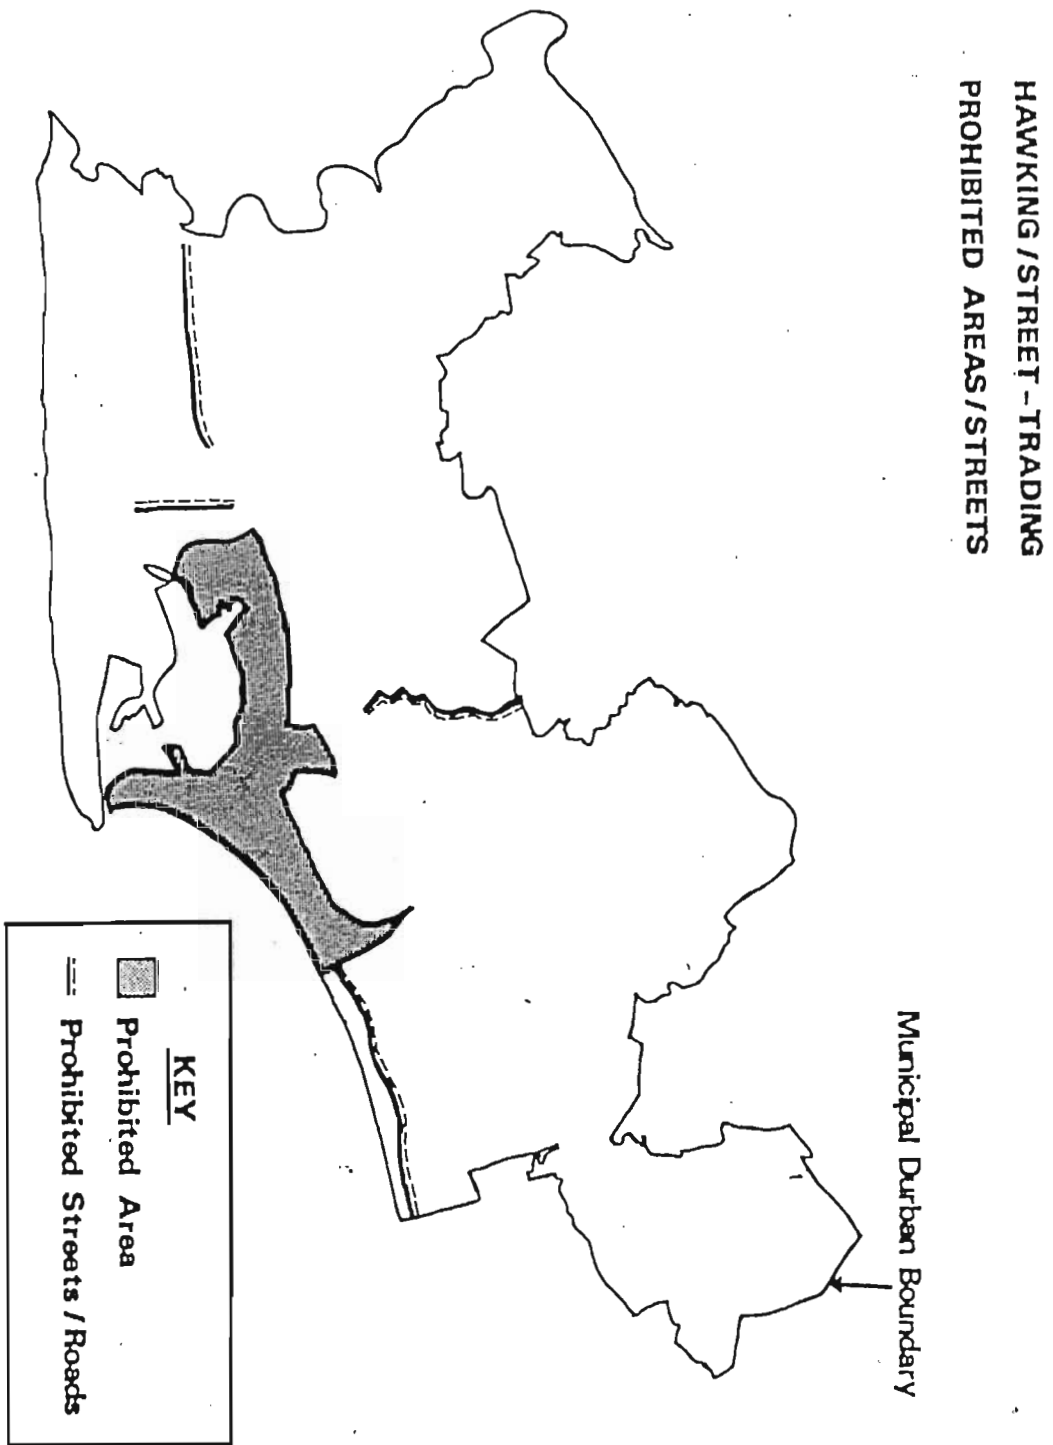 HAWKING/STREET-TRADING
PROHIBITED AREAS/STREETS
Municipal Durban Boundary
KEY
Prohibited Area
Prohibited Streets/Roads